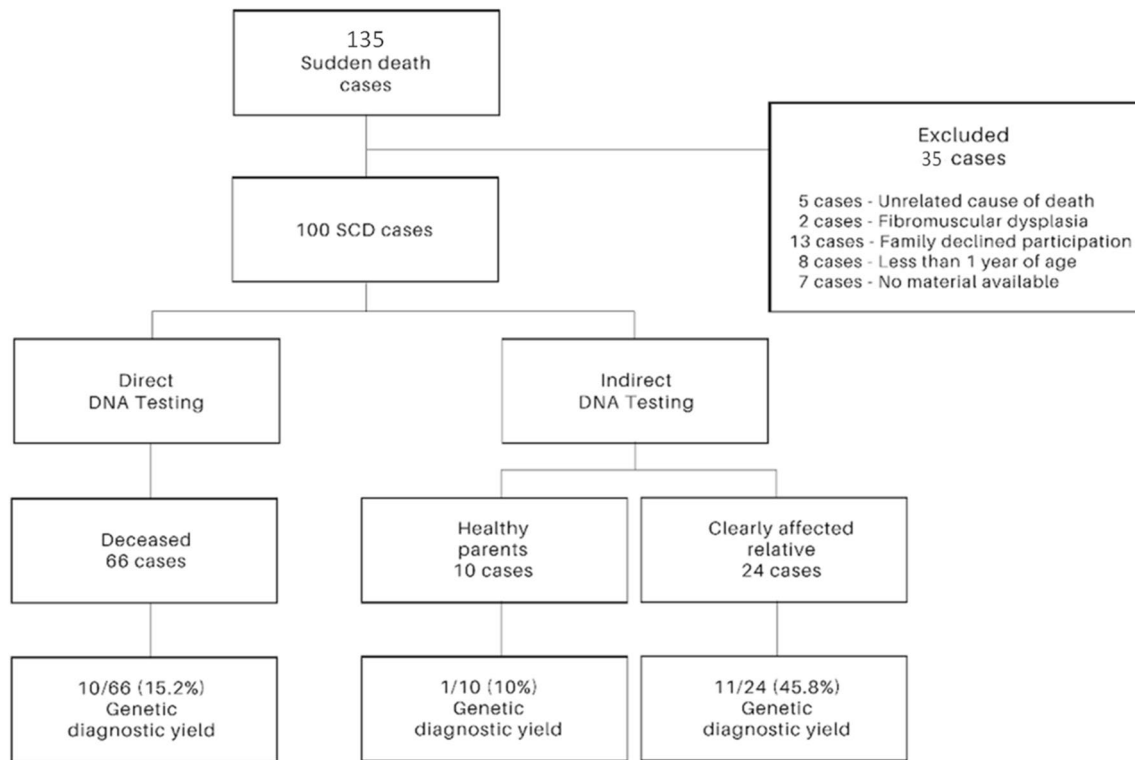 135
Sudden death
cases
Excluded
35 cases
5 cases - Unrelated cause of death
2 cases - Fibromuscular dysplasia
13 cases - Family declined participation
8 cases - Less than 1 year of age
7 cases - No material available
100 SCD cases
Direct
DNA Testing
Indirect
DNA Testing
Deceased
66 cases
Healthy
parents
10 cases
Clearly affected
relative
24 cases
10/66 (15.2%)
Genetic
diagnostic yield
1/10 (10%)
Genetic
diagnostic yield
11/24 (45.8%)
Genetic
diagnostic yield